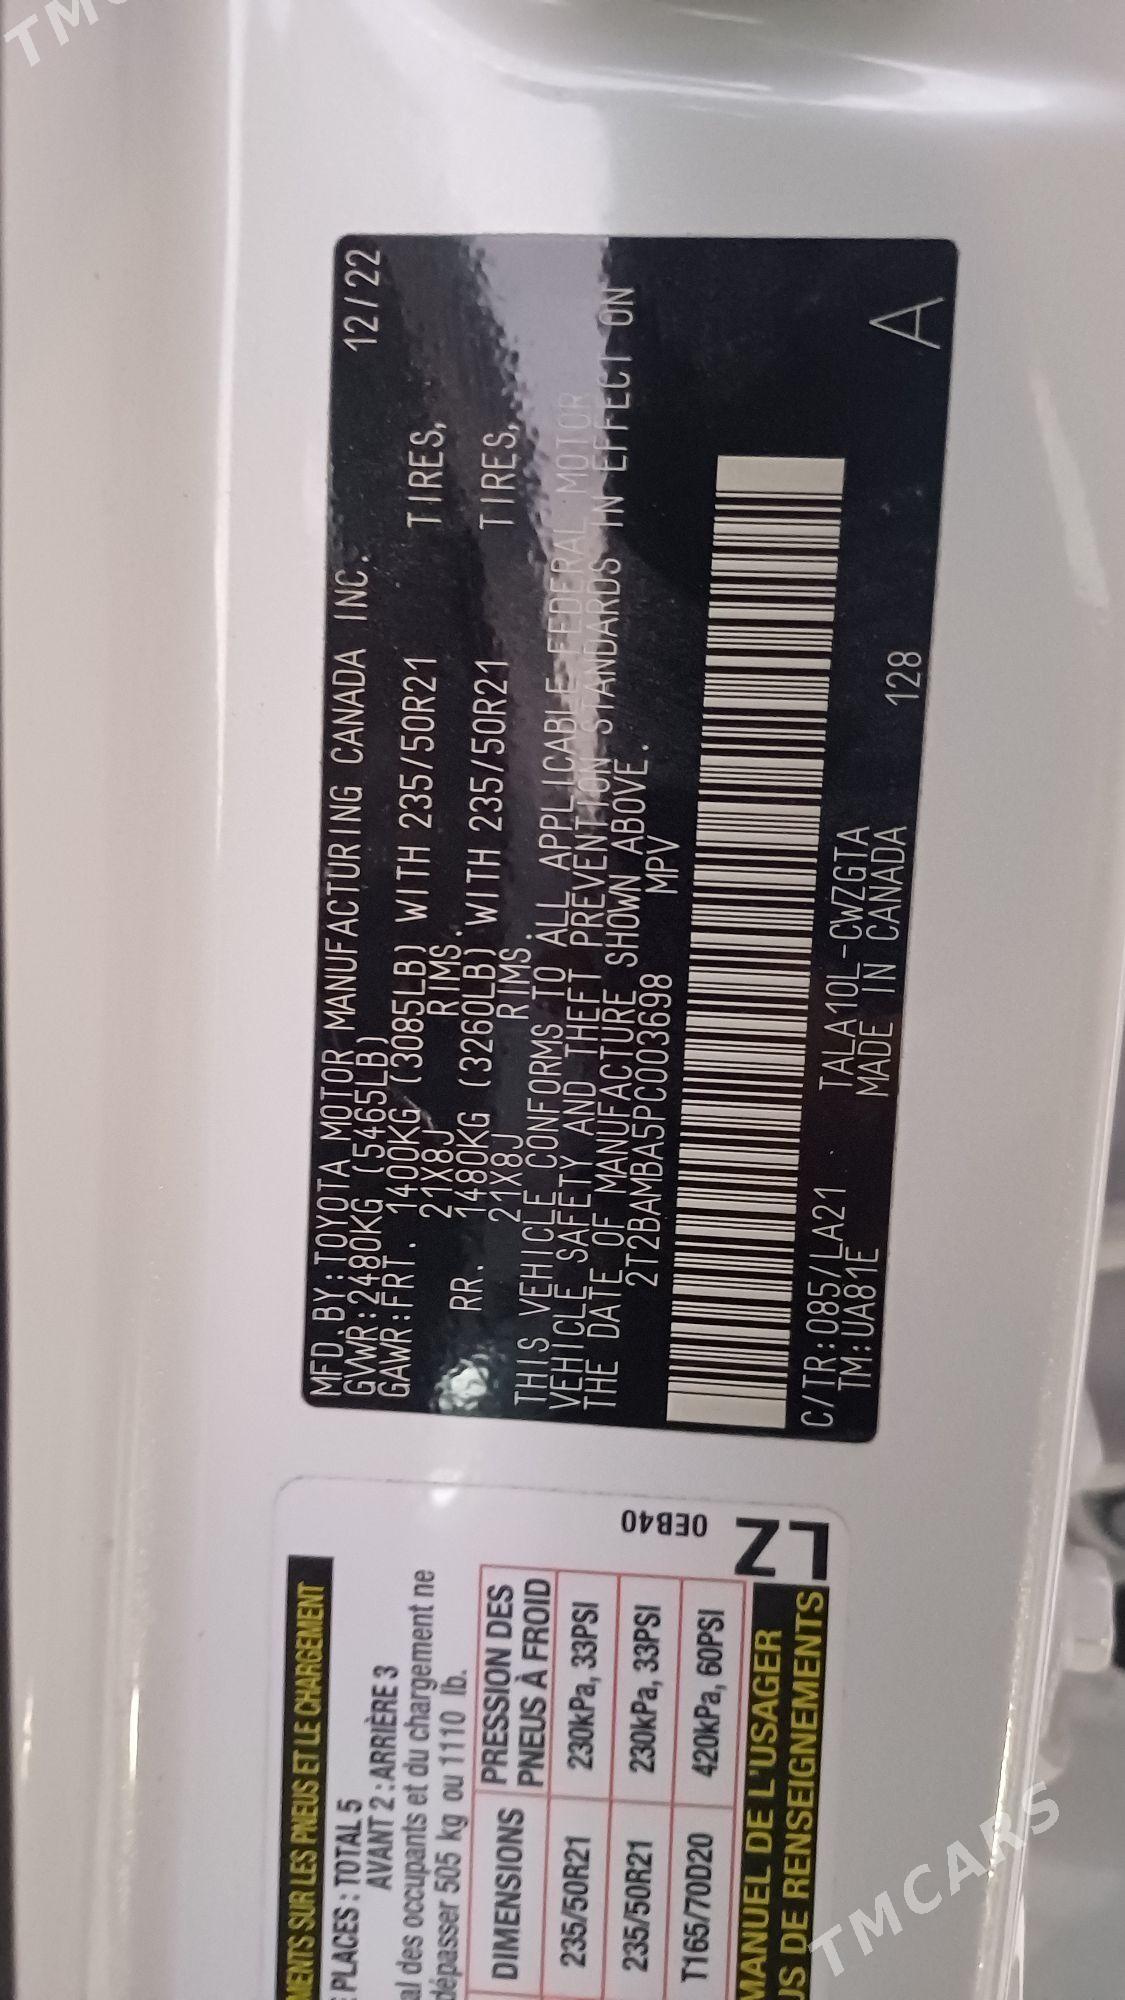 MFD.BY:TOYOTA MOTOR MANUFACTURING CANADA INC. 12/22
GVWR:2480KG (5465LB)
GAWR:FRT. 1400KG (3085LB) WITH 235/50R21 TIRES,
21X8J RIMS.
RR. 1480KG (3260LB) WITH 235/50R21 TIRES,
21X8J RIMS.
THIS VEHICLE CONFORMS TO ALL APPLICABLE FEDERAL MOTOR
VEHICLE SAFETY AND THEFT PREVENTION STANDARDS IN EFFECT ON
THE DATE OF MANUFACTURE SHOWN ABOVE.
2T2BAMBA5PC003698 MPV
C/TR:085/LA21 TALA10L-CWZGTA
TM:UA81E MADE IN CANADA 128 A
MENTS SUR LES PNEUS ET LE CHARGEMENT
PLACES : TOTAL 5
AVANT 2 : ARRIÈRE 3
al des occupants et du chargement ne
dépasser 505 kg ou 1110 lb.
DIMENSIONS PRESSION DES PNEUS À FROID
235/50R21 230kPa, 33PSI
235/50R21 230kPa, 33PSI
T165/70D20 420kPa, 60PSI
MANUEL DE L'USAGER
US DE RENSEIGNEMENTS
0EB40
LZ
TMCARS